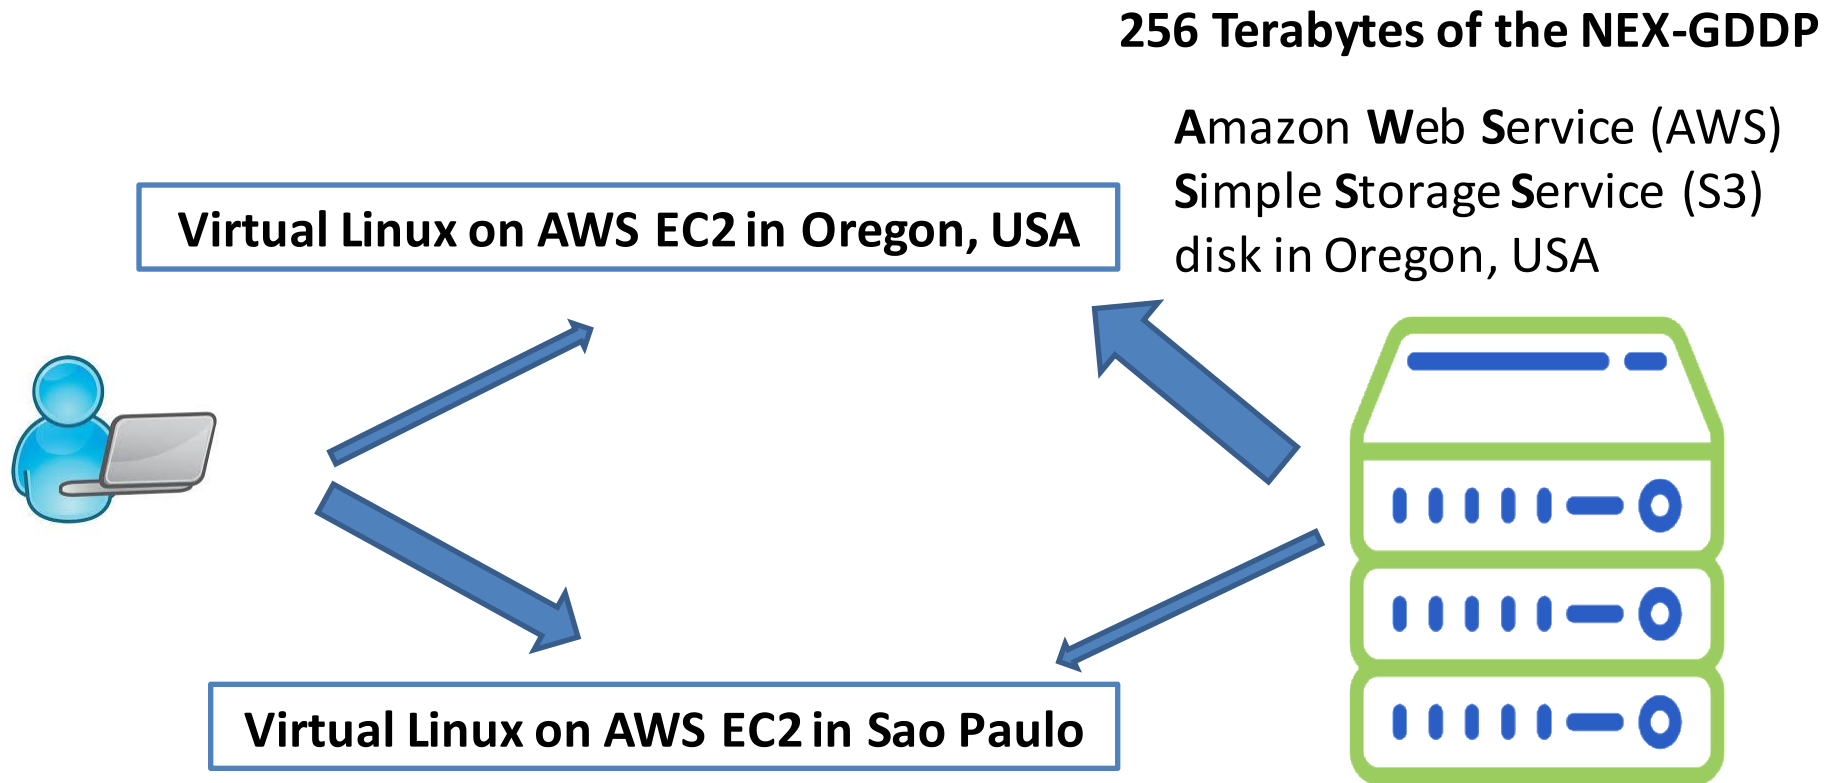 256 Terabytes of the NEX-GDDP
Amazon Web Service (AWS)
Simple Storage Service (S3)
disk in Oregon, USA
Virtual Linux on AWS EC2 in Oregon, USA
Virtual Linux on AWS EC2 in Sao Paulo